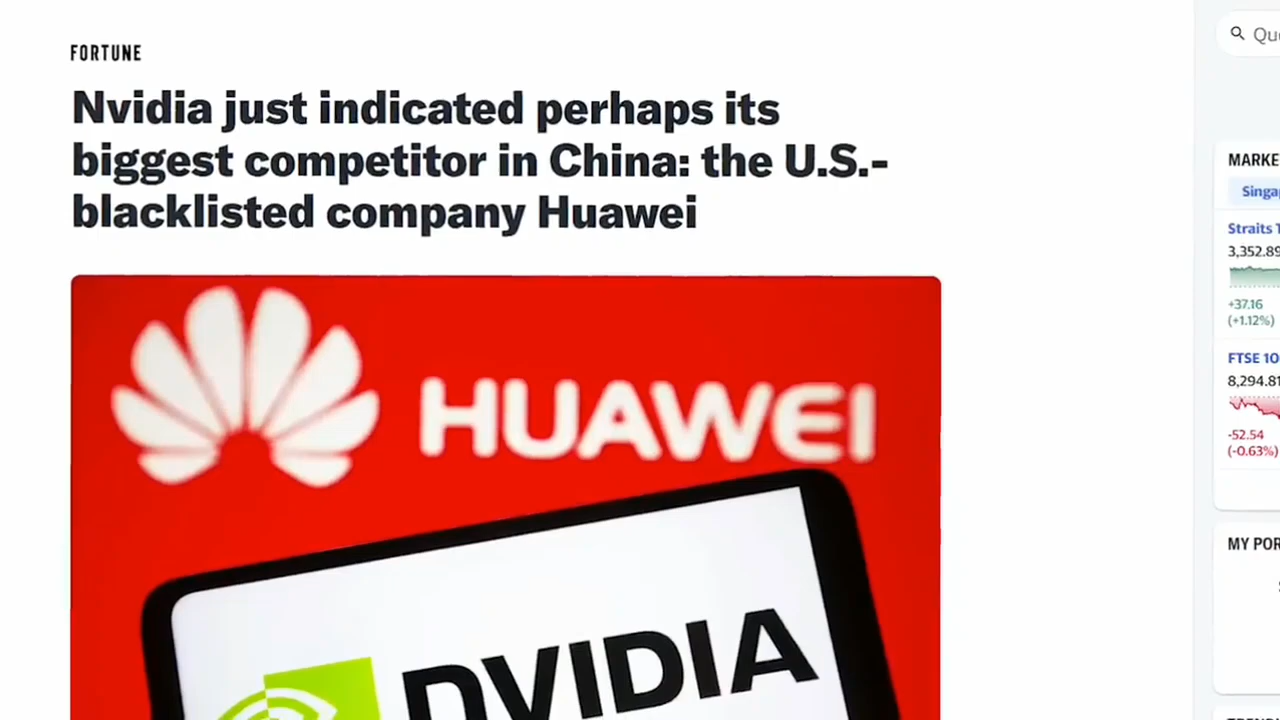 FORTUNE
Nvidia just indicated perhaps its
biggest competitor in China: the U.S.-
blacklisted company Huawei
HUAWEI
NVIDIA
MARKE
Singa
Straits T
3,352.89
+37.16
(+1.12%)
FTSE 10
8,294.81
-52.54
(-0.63%)
MY POR